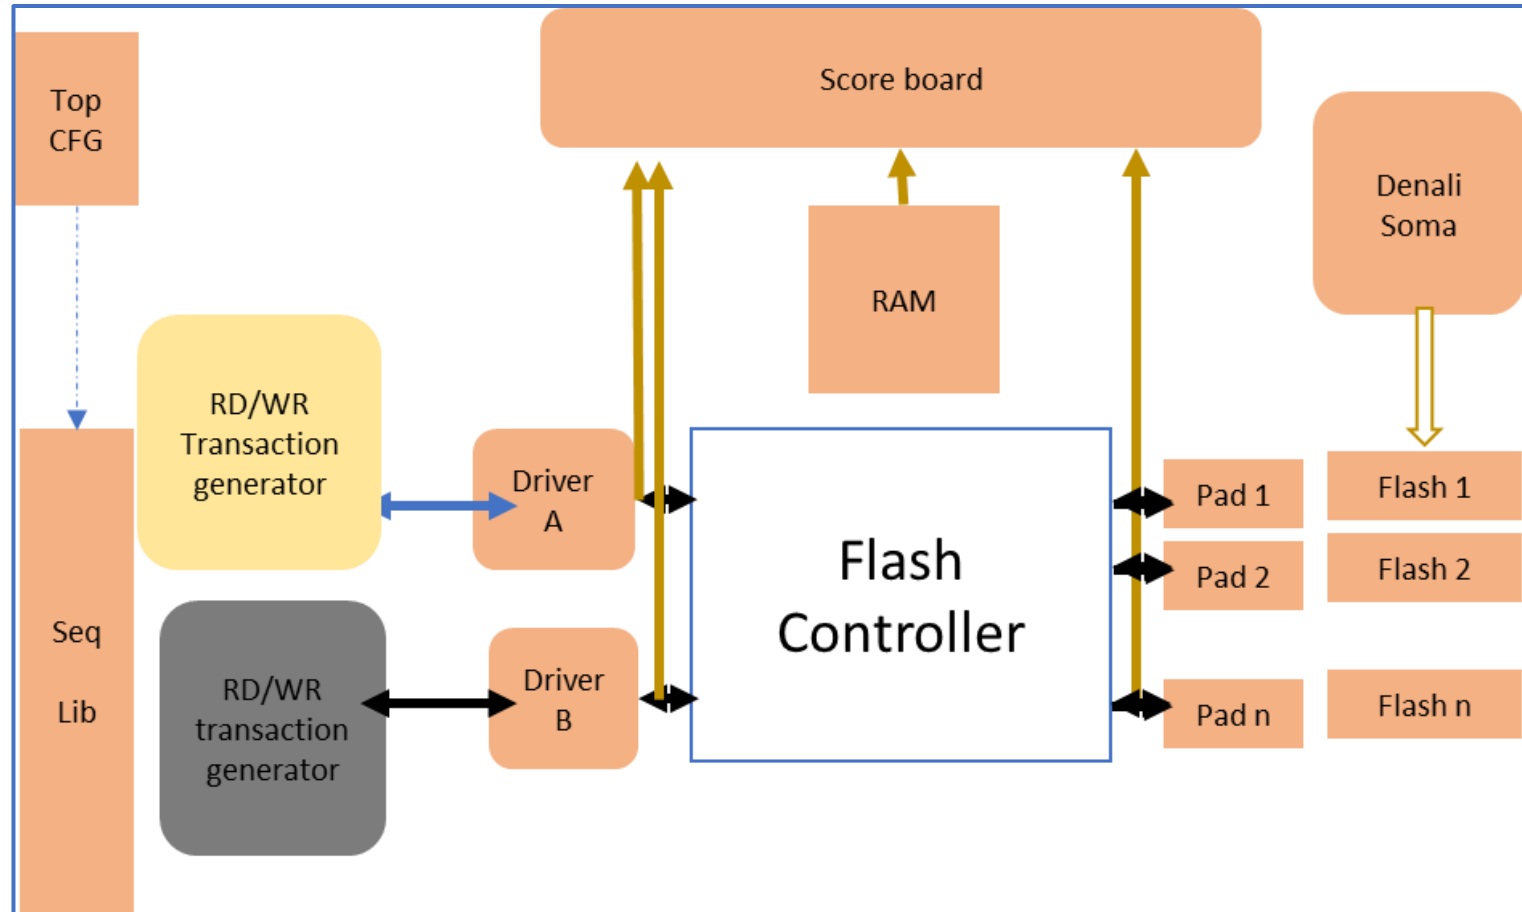 Top
CFG
Score board
Denali
Soma
RAM
RD/WR
Transaction
generator
Driver
A
Flash
Controller
Pad 1
Flash 1
Pad 2
Flash 2
Seq
Lib
RD/WR
transaction
generator
Driver
B
Pad n
Flash n